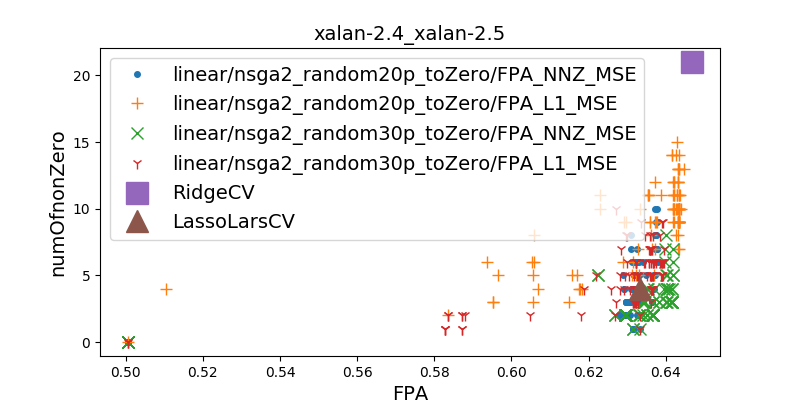 xalan-2.4_xalan-2.5
linear/nsga2_random20p_toZero/FPA_NNZ_MSE
linear/nsga2_random20p_toZero/FPA_L1_MSE
linear/nsga2_random30p_toZero/FPA_NNZ_MSE
linear/nsga2_random30p_toZero/FPA_L1_MSE
RidgeCV
LassoLarsCV
numOfnonZero
20
15
10
5
0
0.50 0.52 0.54 0.56 0.58 0.60 0.62 0.64
FPA